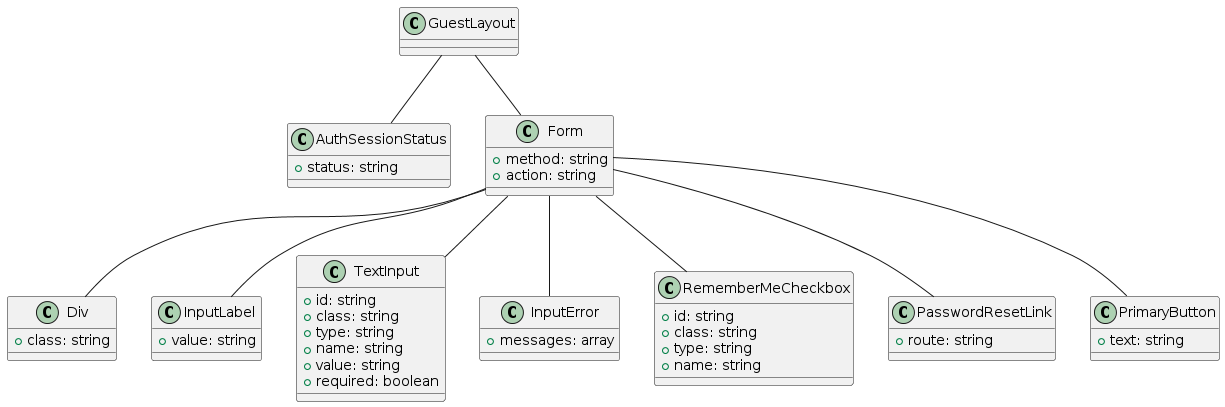 C GuestLayout
C AuthSessionStatus
+ status: string
C Form
+ method: string
+ action: string
C Div
+ class: string
C InputLabel
+ value: string
C TextInput
+ id: string
+ class: string
+ type: string
+ name: string
+ value: string
+ required: boolean
C InputError
+ messages: array
C RememberMeCheckbox
+ id: string
+ class: string
+ type: string
+ name: string
C PasswordResetLink
+ route: string
C PrimaryButton
+ text: string